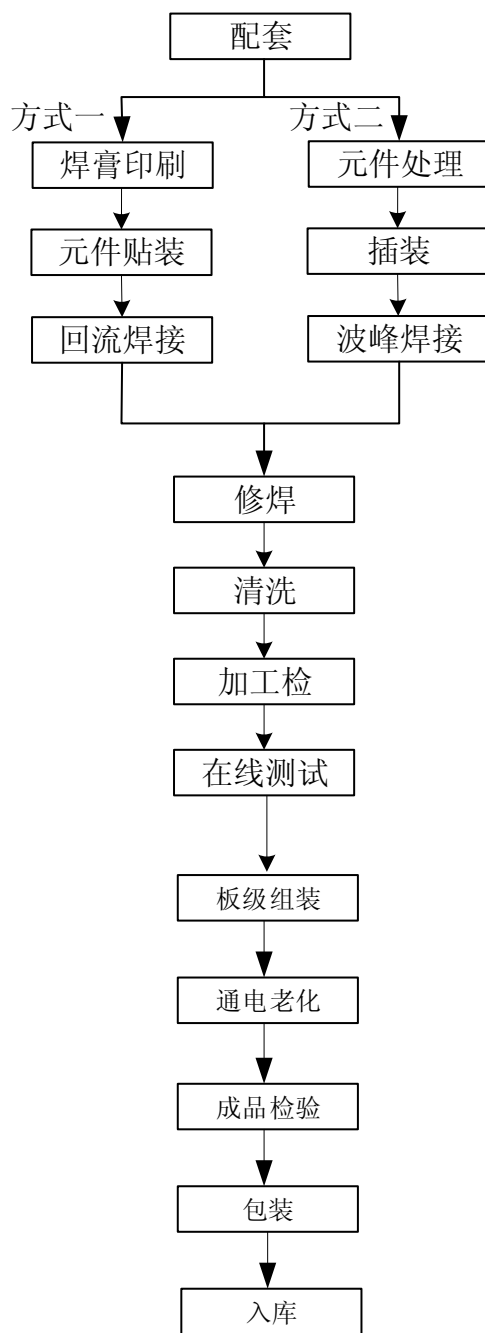 配套
方式一
方式二
焊膏印刷
元件处理
元件贴装
插装
回流焊接
波峰焊接
修焊
清洗
加工检
在线测试
板级组装
通电老化
成品检验
包装
入库